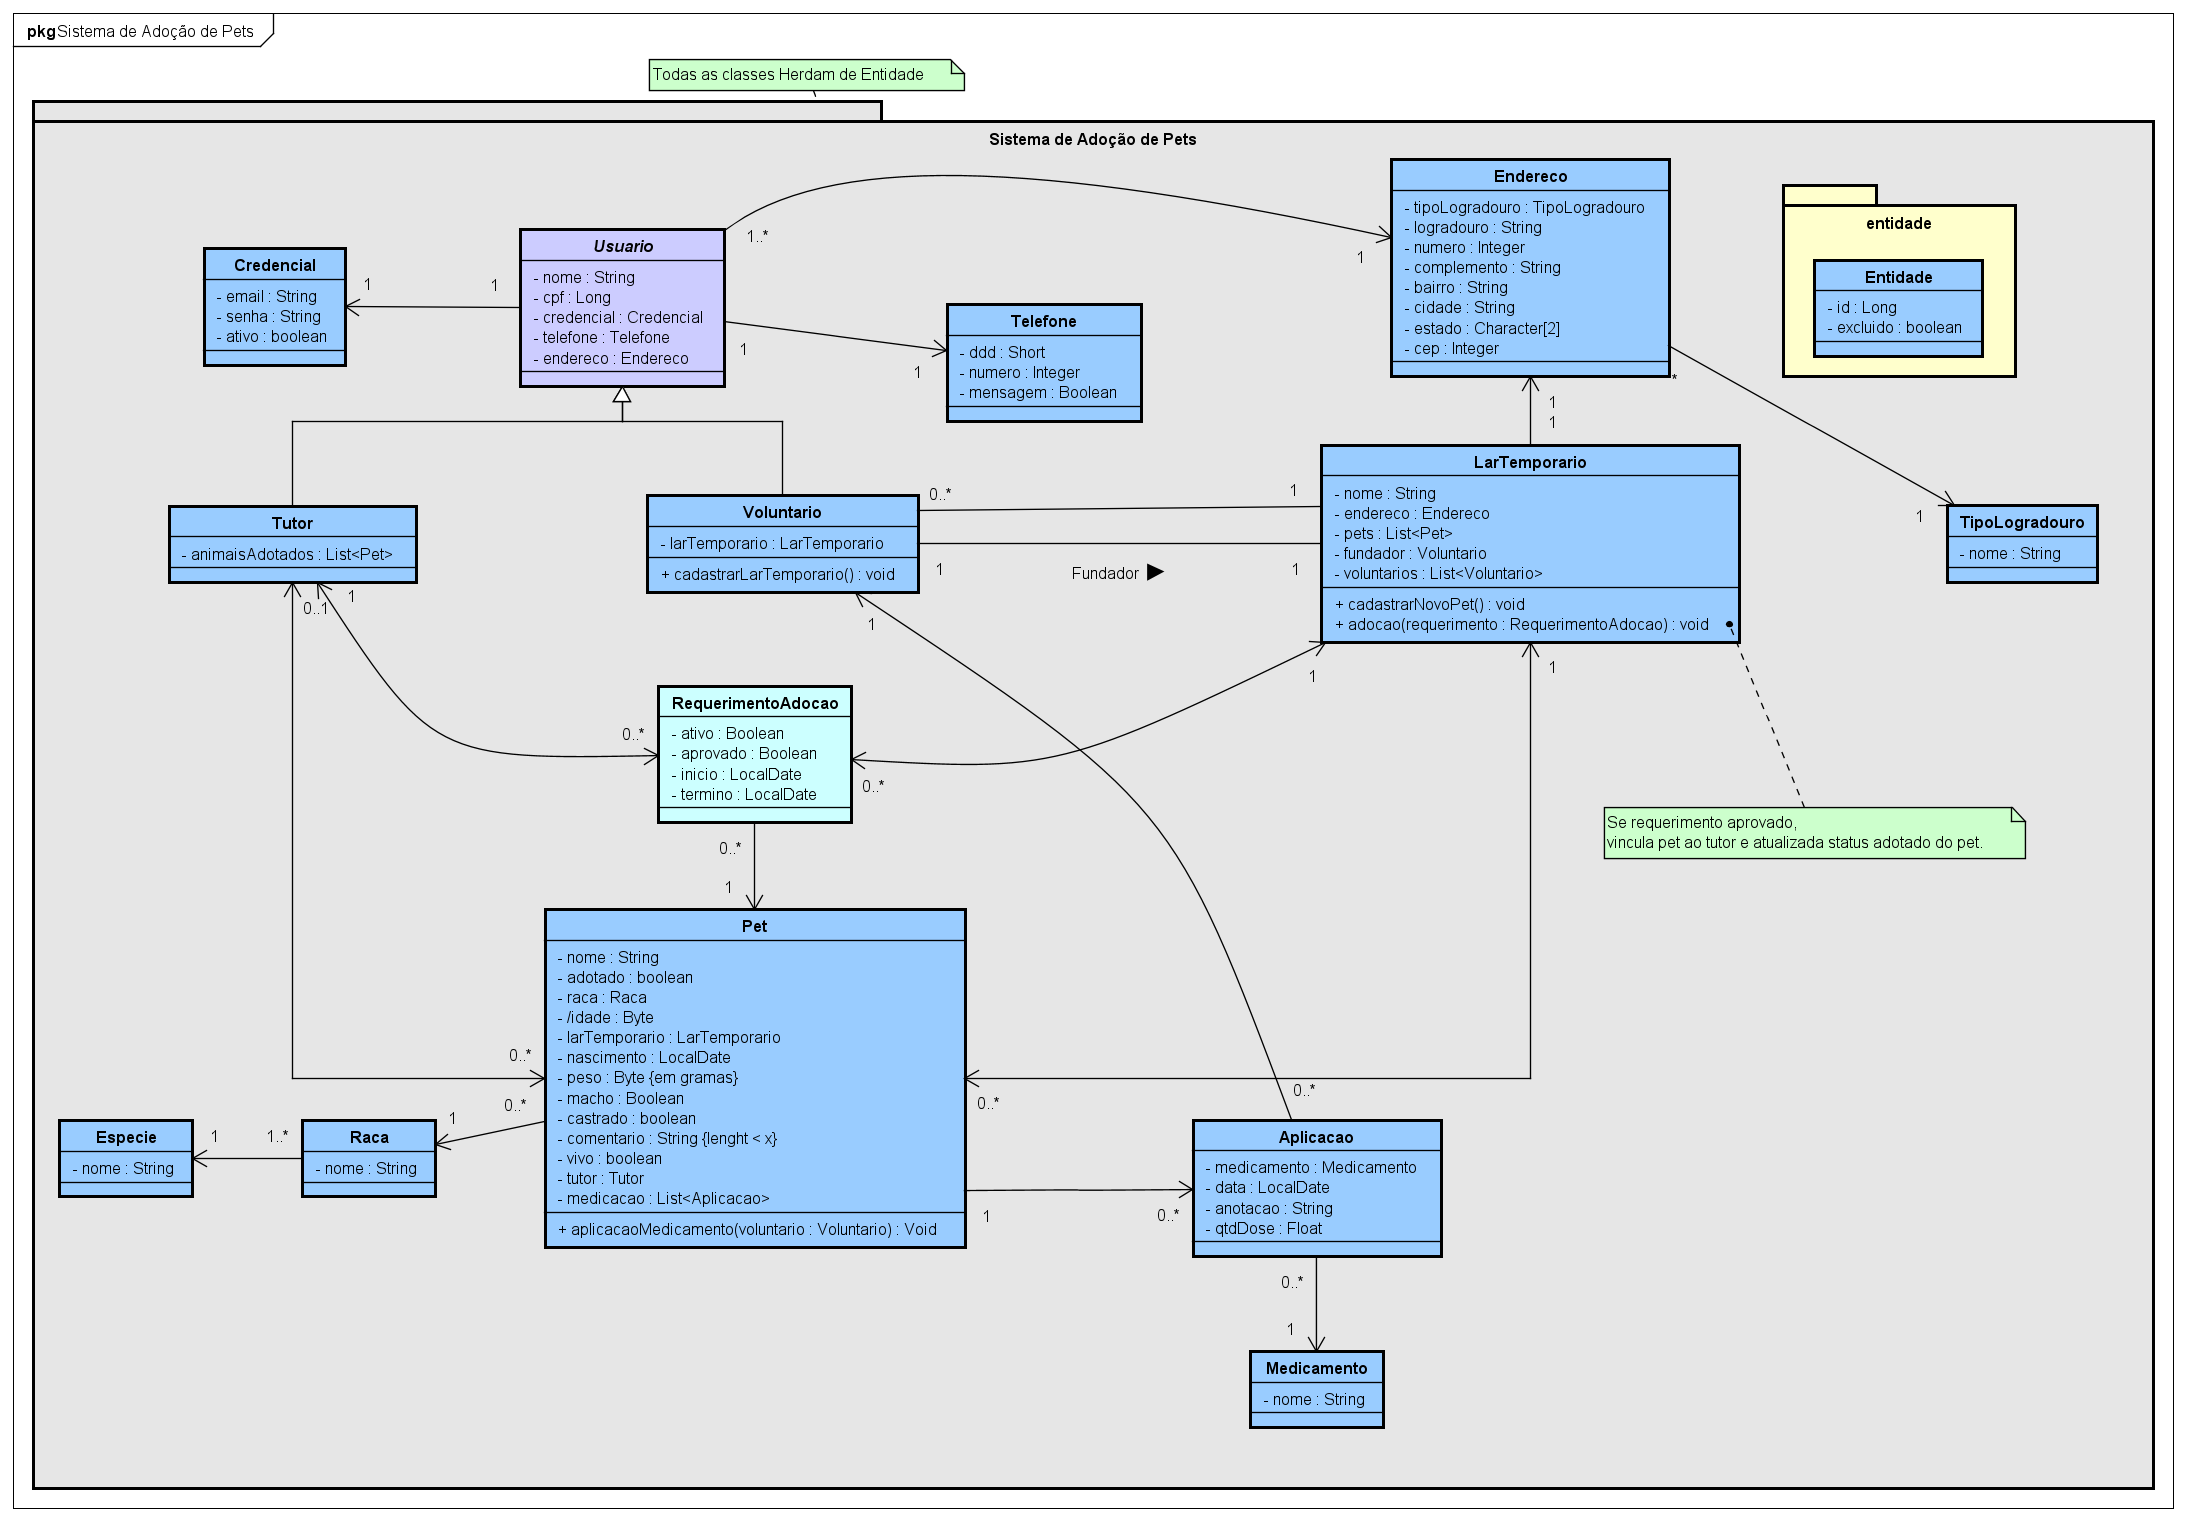 pkg Sistema de Adoção de Pets
Todas as classes Herdam de Entidade
Sistema de Adoção de Pets
Endereco
- tipoLogradouro : TipoLogradouro
- logradouro : String
- numero : Integer
- complemento : String
- bairro : String
- cidade : String
- estado : Character[2]
- cep : Integer
entidade
Entidade
- id : Long
- excluido : boolean
Usuario
- nome : String
- cpf : Long
- credencial : Credencial
- telefone : Telefone
- endereco : Endereco
1..*
1
Credencial
- email : String
- senha : String
- ativo : boolean
1
1
Telefone
- ddd : Short
- numero : Integer
- mensagem : Boolean
1
1
*
1
1
1
LarTemporario
- nome : String
- endereco : Endereco
- pets : List<Pet>
- fundador : Voluntario
- voluntarios : List<Voluntario>
+ cadastrarNovoPet() : void
+ adocao(requerimento : RequerimentoAdocao) : void
TipoLogradouro
- nome : String
Voluntario
- larTemporario : LarTemporario
+ cadastrarLarTemporario() : void
0..*
1
1
Fundador
1
Tutor
- animaisAdotados : List<Pet>
0..1
1
1
1
1
RequerimentoAdocao
- ativo : Boolean
- aprovado : Boolean
- inicio : LocalDate
- termino : LocalDate
0..*
0..*
0..*
1
Se requerimento aprovado,
vincula pet ao tutor e atualizada status adotado do pet.
Pet
- nome : String
- adotado : boolean
- raca : Raca
- /idade : Byte
- larTemporario : LarTemporario
- nascimento : LocalDate
- peso : Byte {em gramas}
- macho : Boolean
- castrado : boolean
- comentario : String {lenght < x}
- vivo : boolean
- tutor : Tutor
- medicacao : List<Aplicacao>
+ aplicacaoMedicamento(voluntario : Voluntario) : Void
0..*
0..*
0..*
0..*
Especie
- nome : String
1
1..*
Raca
- nome : String
1
Aplicacao
- medicamento : Medicamento
- data : LocalDate
- anotacao : String
- qtdDose : Float
1
0..*
0..*
1
Medicamento
- nome : String